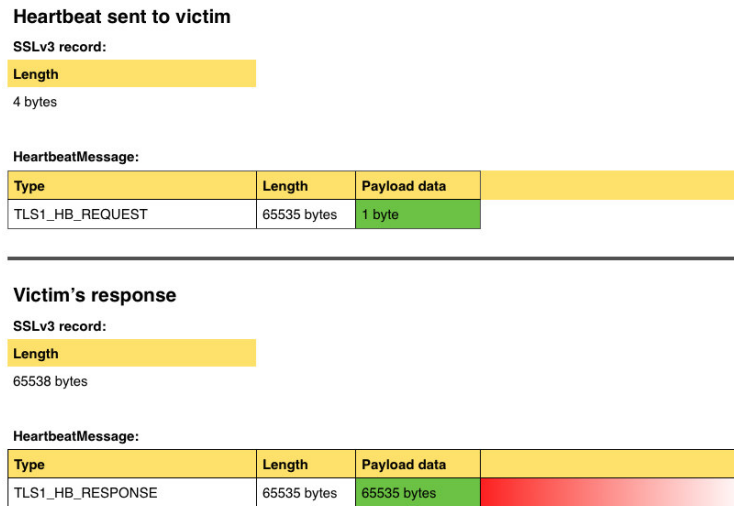 Heartbeat sent to victim
SSLv3 record:
Length
4 bytes
HeartbeatMessage:
Type Length Payload data
TLS1_HB_REQUEST 65535 bytes 1 byte
Victim's response
SSLv3 record:
Length
65538 bytes
HeartbeatMessage:
Type Length Payload data
TLS1_HB_RESPONSE 65535 bytes 65535 bytes